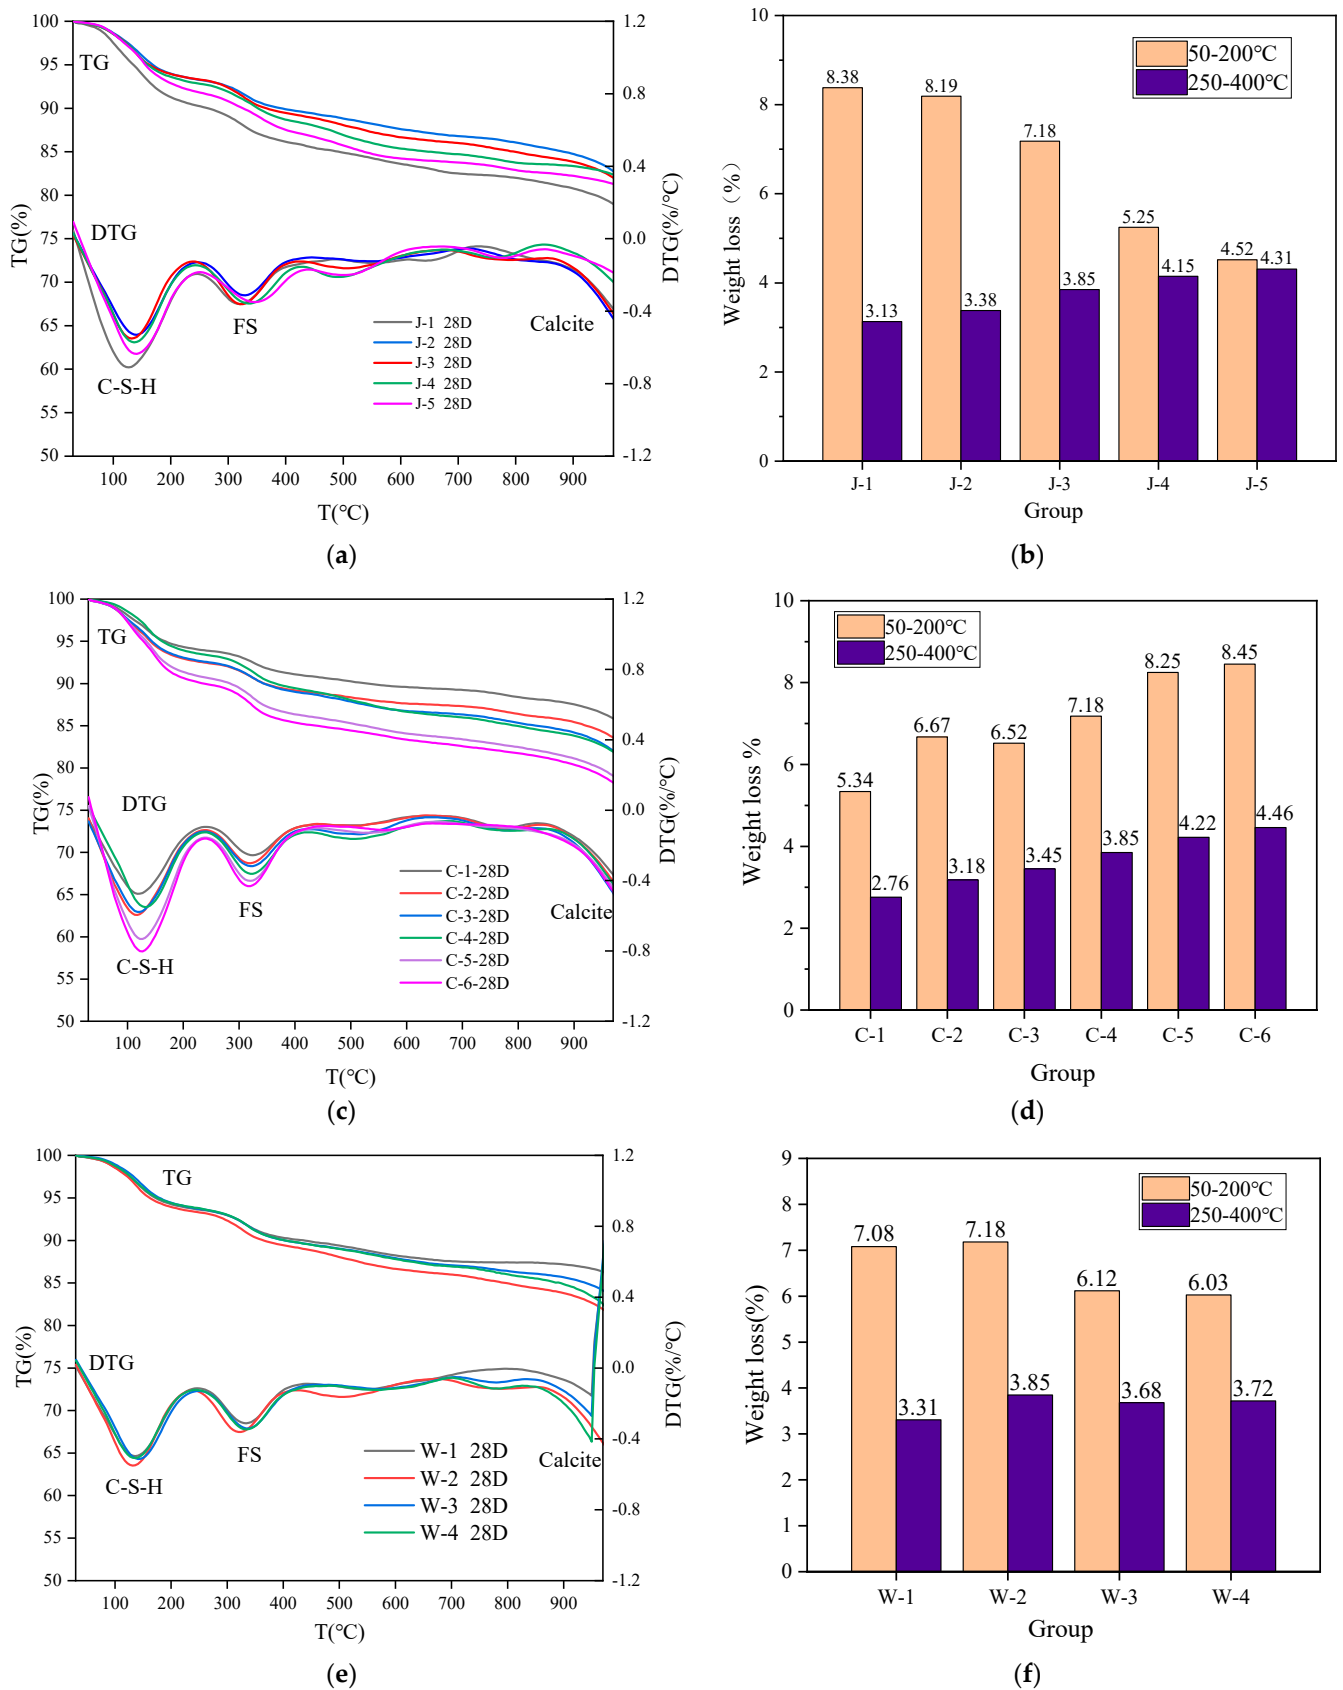 100
95
90
85
80
75
70
65
60
55
50
TG(%)
1.2
0.8
0.4
0.0
-0.4
-0.8
-1.2
DTG(%/℃)
TG
DTG
C-S-H
FS
Calcite
J-1 28D
J-2 28D
J-3 28D
J-4 28D
J-5 28D
100 200 300 400 500 600 700 800 900
T(℃)
(a)
10
8
6
4
2
0
Weight loss（%）
50-200℃
250-400℃
8.38
3.13
8.19
3.38
7.18
3.85
5.25
4.15
4.52
4.31
J-1 J-2 J-3 J-4 J-5
Group
(b)
100
95
90
85
80
75
70
65
60
55
50
TG(%)
1.2
0.8
0.4
0.0
-0.4
-0.8
-1.2
DTG(%/℃)
TG
DTG
C-S-H
FS
Calcite
C-1-28D
C-2-28D
C-3-28D
C-4-28D
C-5-28D
C-6-28D
100 200 300 400 500 600 700 800 900
T(℃)
(c)
10
8
6
4
2
0
Weight loss %
50-200℃
250-400℃
5.34
2.76
6.67
3.18
6.52
3.45
7.18
3.85
8.25
4.22
8.45
4.46
C-1 C-2 C-3 C-4 C-5 C-6
Group
(d)
100
95
90
85
80
75
70
65
60
55
50
TG(%)
1.2
0.8
0.4
0.0
-0.4
-0.8
-1.2
DTG(%/℃)
TG
DTG
C-S-H
FS
Calcite
W-1 28D
W-2 28D
W-3 28D
W-4 28D
100 200 300 400 500 600 700 800 900
T(℃)
(e)
9
8
7
6
5
4
3
2
1
0
Weight loss(%)
50-200℃
250-400℃
7.08
3.31
7.18
3.85
6.12
3.68
6.03
3.72
W-1 W-2 W-3 W-4
Group
(f)